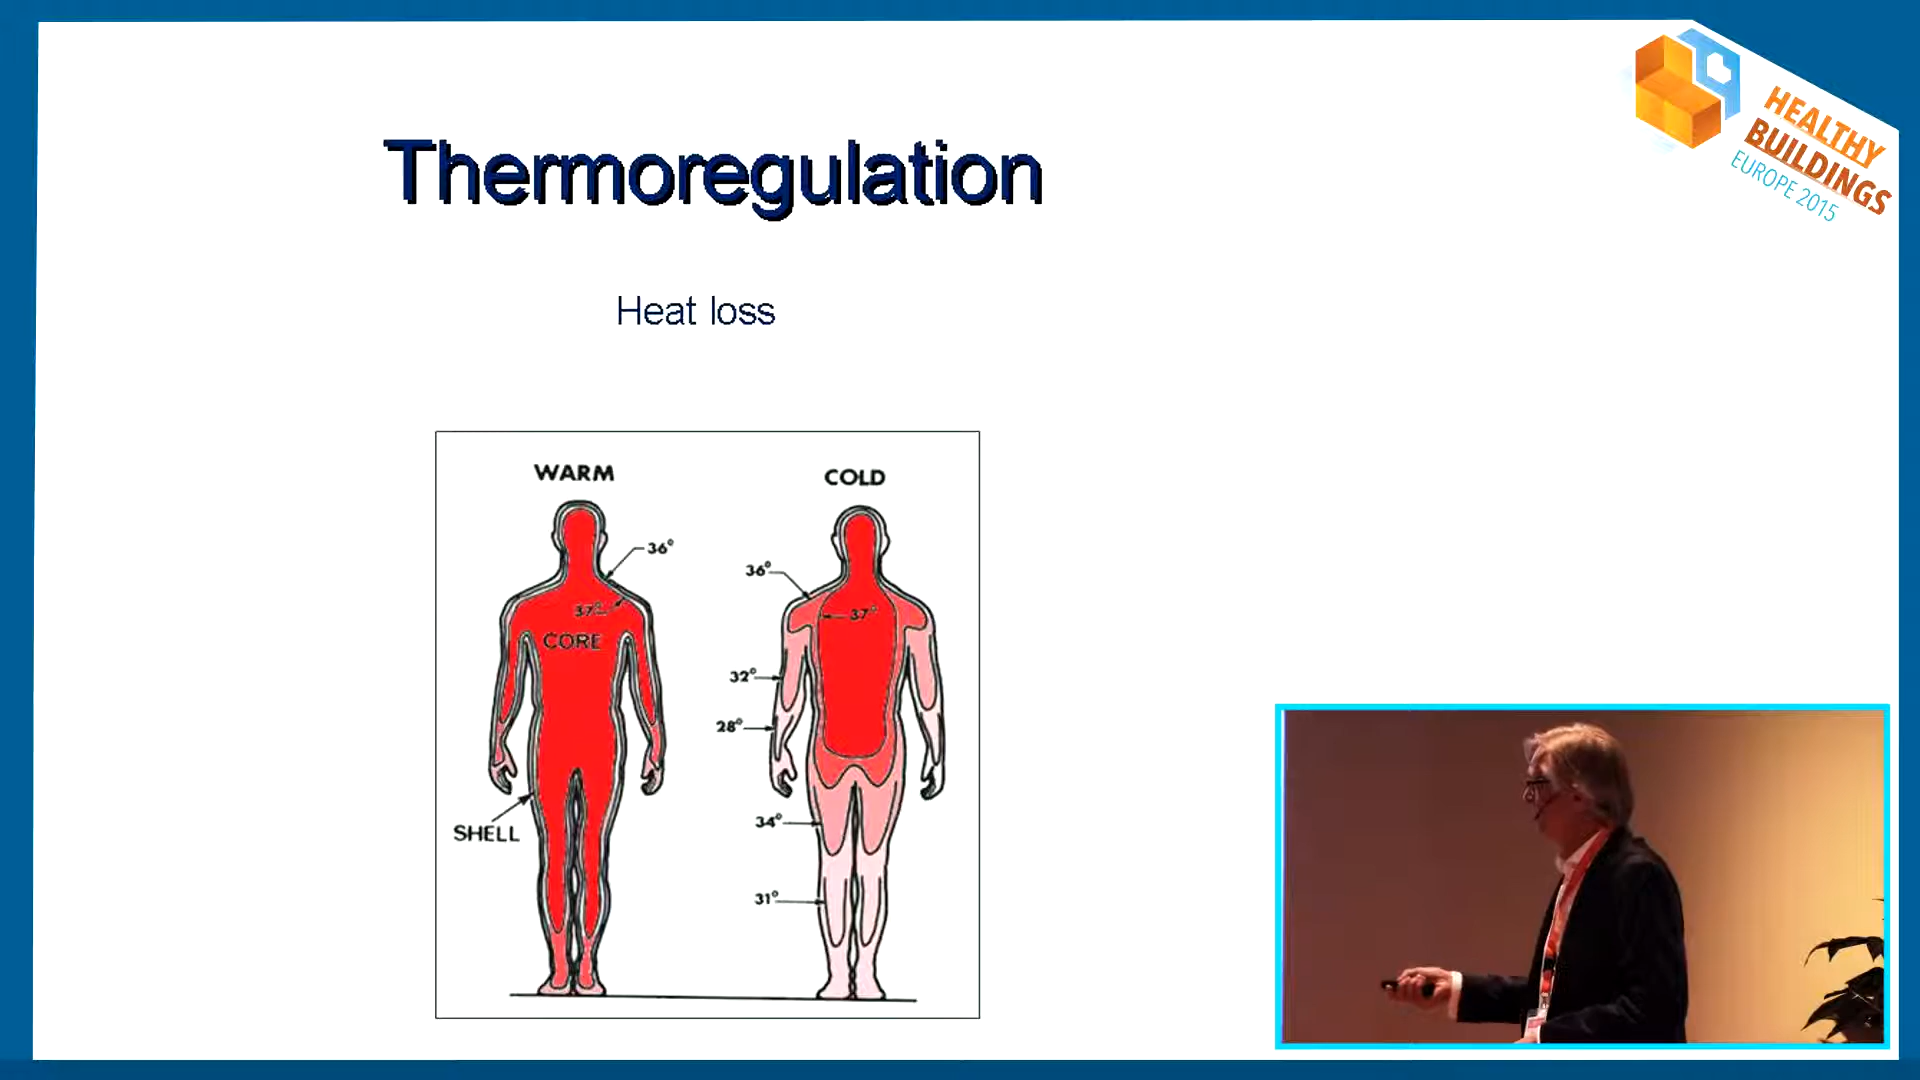 HEALTHY
BUILDINGS
EUROPE 2015
Thermoregulation
Heat loss
WARM
COLD
36°
36°
37°
37°
CORE
32°
28°
SHELL
34°
31°